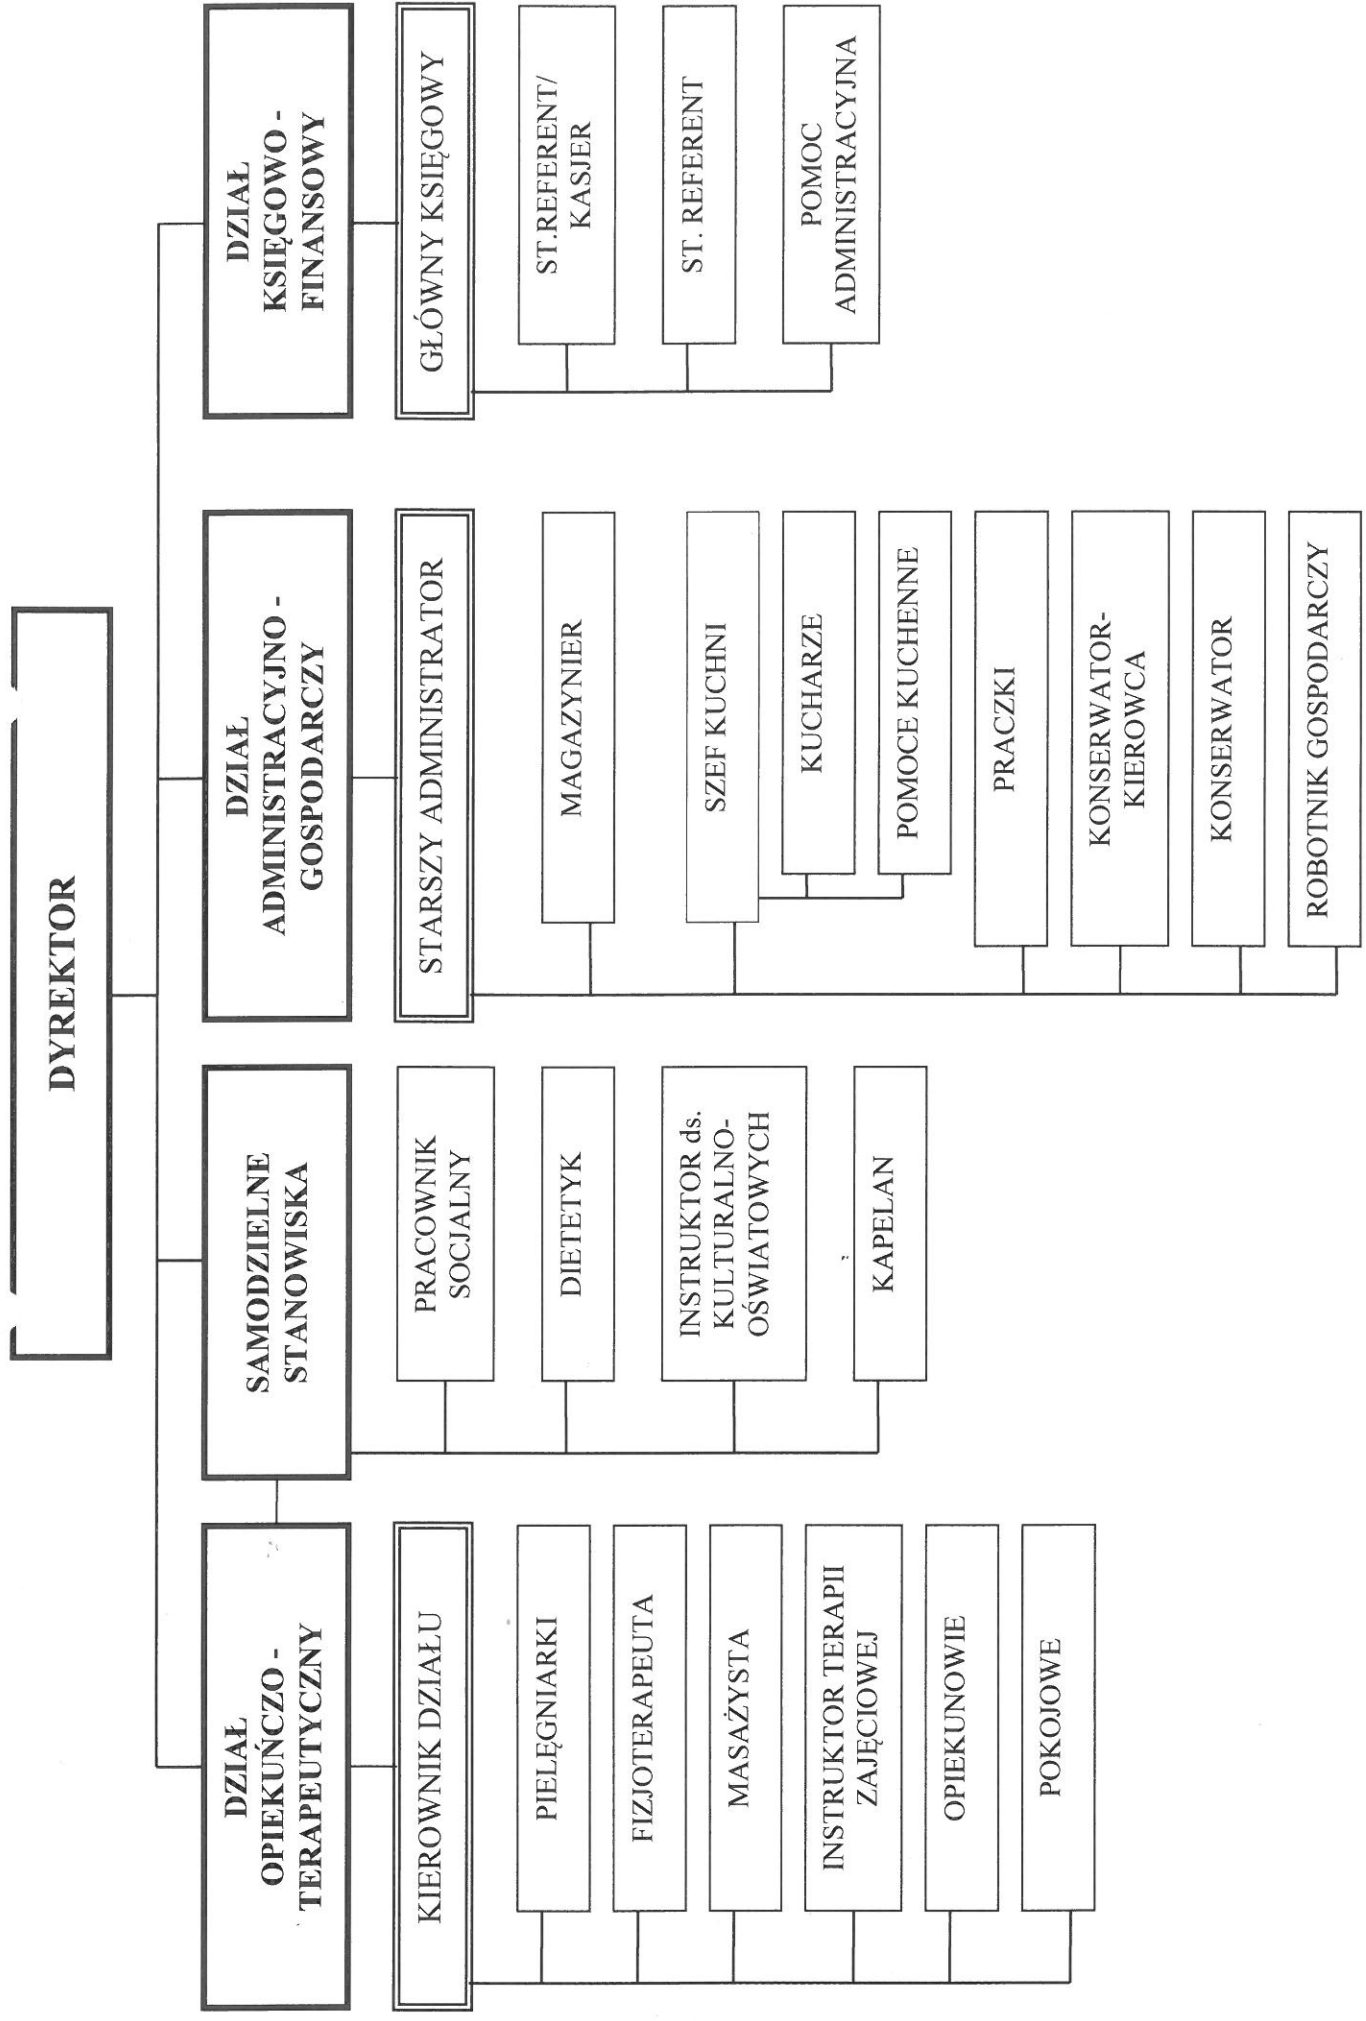 DYREKTOR
DZIAŁ
OPIEKUŃCZO -
TERAPEUTYCZNY
KIEROWNIK DZIAŁU
PIELĘGNIARKI
FIZJOTERAPEUTA
MASAŻYSTA
INSTRUKTOR TERAPII
ZAJĘCIOWEJ
OPIEKUNOWIE
POKOJOWE
SAMODZIELNE
STANOWISKA
PRACOWNIK
SOCJALNY
DIETETYK
INSTRUKTOR ds.
KULTURALNO-
OŚWIATOWYCH
KAPELAN
DZIAŁ
ADMINISTRACYJNO -
GOSPODARCZY
STARSZY ADMINISTRATOR
MAGAZYNIER
SZEF KUCHNI
KUCHARZE
POMOCE KUCHENNE
PRACZKI
KONSERWATOR-
KIEROWCA
KONSERWATOR
ROBOTNIK GOSPODARCZY
DZIAŁ
KSIĘGOWO -
FINANSOWY
GŁÓWNY KSIĘGOWY
ST.REFERENT/
KASJER
ST. REFERENT
POMOC
ADMINISTRACYJNA